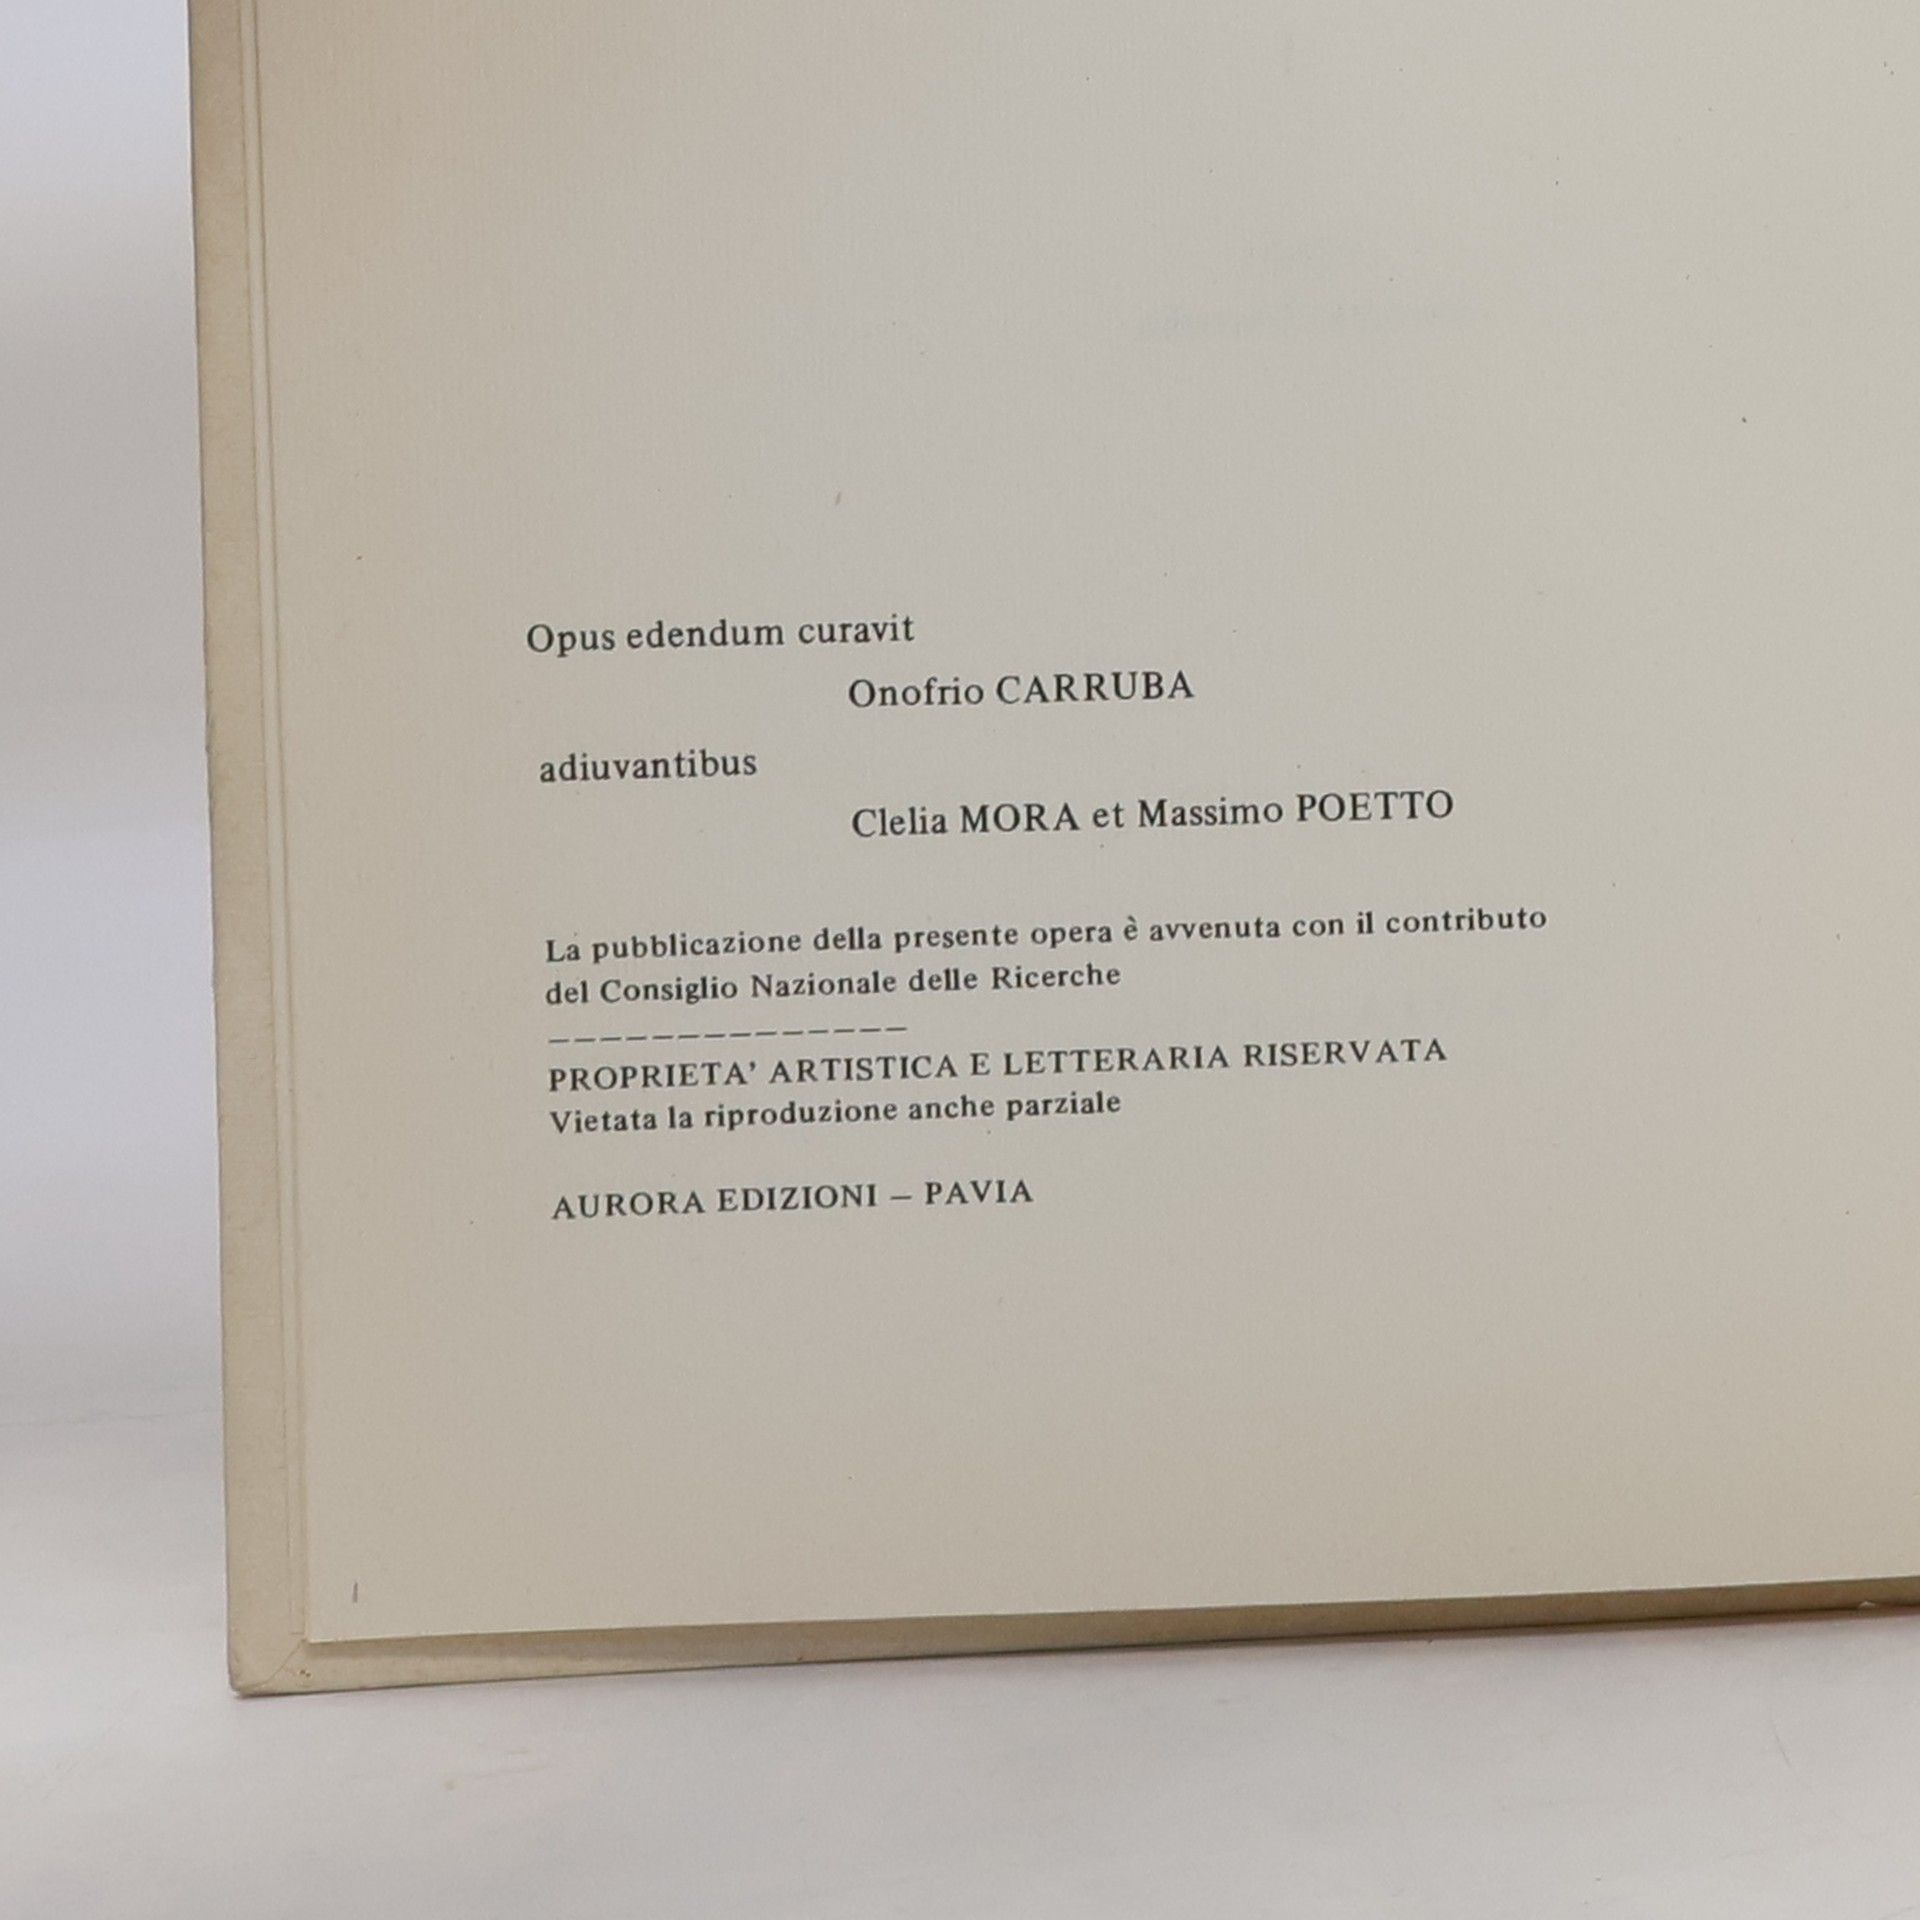 Opus edendum curavit
Onofrio CARRUBA
adiuvantibus
Clelia MORA et Massimo POETTO
La pubblicazione della presente opera è avvenuta con il contributo
del Consiglio Nazionale delle Ricerche
——————————————
PROPRIETA' ARTISTICA E LETTERARIA RISERVATA
Vietata la riproduzione anche parziale
AURORA EDIZIONI – PAVIA